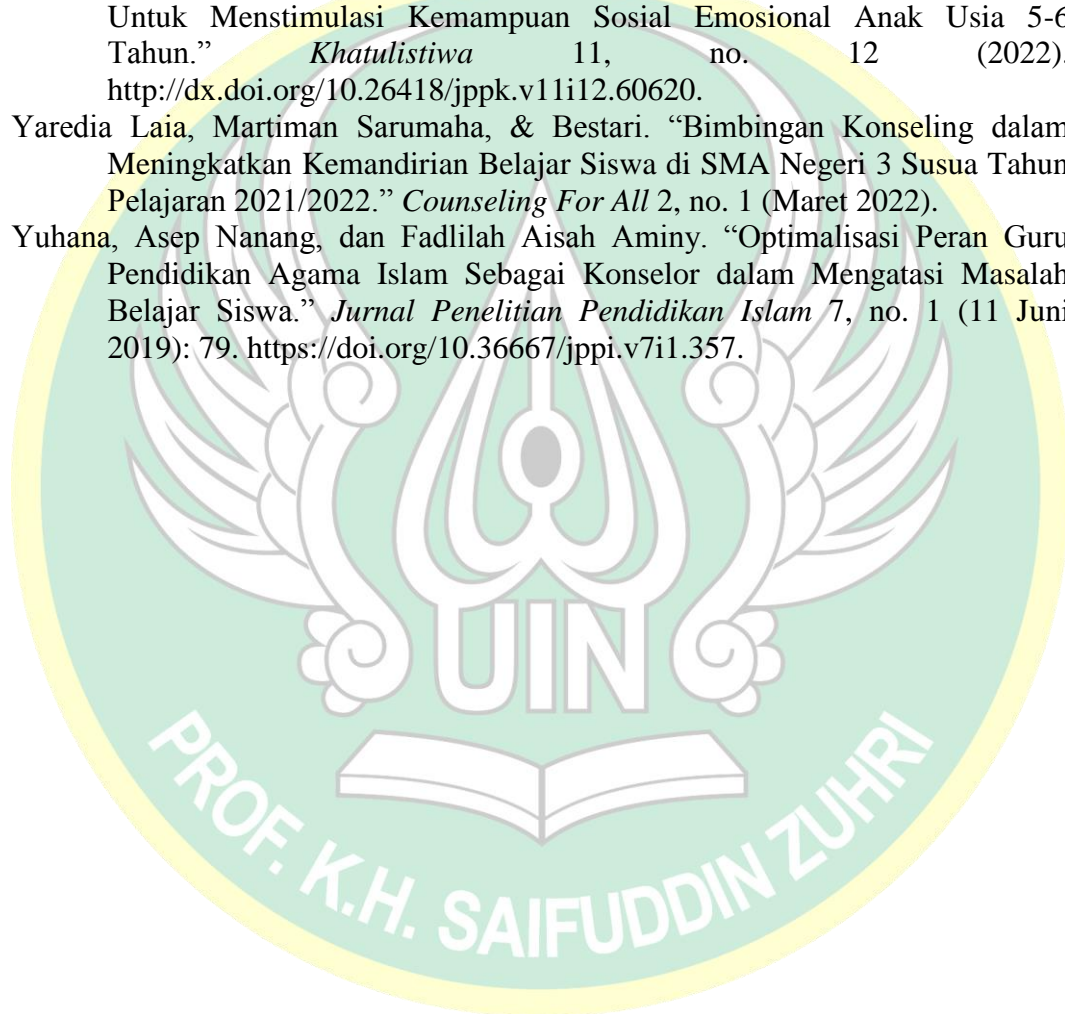 Untuk Menstimulasi Kemampuan Sosial Emosional Anak Usia 5-6
Tahun.” Khatulistiwa 11, no. 12 (2022).
http://dx.doi.org/10.26418/jppk.v11i12.60620.
Yaredia Laia, Martiman Sarumaha, & Bestari. “Bimbingan Konseling dalam
Meningkatkan Kemandirian Belajar Siswa di SMA Negeri 3 Susua Tahun
Pelajaran 2021/2022.” Counseling For All 2, no. 1 (Maret 2022).
Yuhana, Asep Nanang, dan Fadlilah Aisah Aminy. “Optimalisasi Peran Guru
Pendidikan Agama Islam Sebagai Konselor dalam Mengatasi Masalah
Belajar Siswa.” Jurnal Penelitian Pendidikan Islam 7, no. 1 (11 Juni
2019): 79. https://doi.org/10.36667/jppi.v7i1.357.
UIN
PROF. K.H. SAIFUDDIN ZUHRI